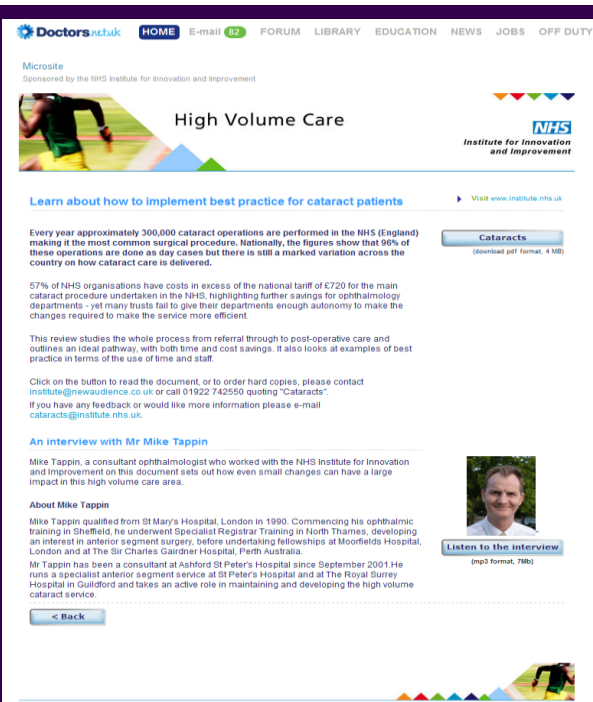 Doctors.net.uk HOME E-mail 82 FORUM LIBRARY EDUCATION NEWS JOBS OFF DUTY
Microsite
Sponsored by the NHS Institute for Innovation and Improvement
High Volume Care
NHS
Institute for Innovation
and Improvement
Learn about how to implement best practice for cataract patients
Visit www.institute.nhs.uk
Every year approximately 300,000 cataract operations are performed in the NHS (England)
making it the most common surgical procedure. Nationally, the figures show that 96% of
these operations are done as day cases but there is still a marked variation across the
country on how cataract care is delivered.
Cataracts
(download pdf format, 4 MB)
57% of NHS organisations have costs in excess of the national tariff of £720 for the main
cataract procedure undertaken in the NHS, highlighting further savings for ophthalmology
departments - yet many trusts fail to give their departments enough autonomy to make the
changes required to make the service more efficient.
This review studies the whole process from referral through to post-operative care and
outlines an ideal pathway, with both time and cost savings. It also looks at examples of best
practice in terms of the use of time and staff.
Click on the button to read the document, or to order hard copies, please contact
institute@newaudience.co.uk or call 01922 742550 quoting "Cataracts".
If you have any feedback or would like more information please e-mail
cataracts@institute.nhs.uk.
An interview with Mr Mike Tappin
Mike Tappin, a consultant ophthalmologist who worked with the NHS Institute for Innovation
and Improvement on this document sets out how even small changes can have a large
impact in this high volume care area.
About Mike Tappin
Mike Tappin qualified from St Mary's Hospital, London in 1990. Commencing his ophthalmic
training in Sheffield, he underwent Specialist Registrar Training in North Thames, developing
an interest in anterior segment surgery, before undertaking fellowships at Moorfields Hospital,
London and at The Sir Charles Gairdner Hospital, Perth Australia.
Mr Tappin has been a consultant at Ashford St Peter's Hospital since September 2001.He
runs a specialist anterior segment service at St Peter's Hospital and at The Royal Surrey
Hospital in Guildford and takes an active role in maintaining and developing the high volume
cataract service.
Listen to the interview
(mp3 format, 7Mb)
< Back